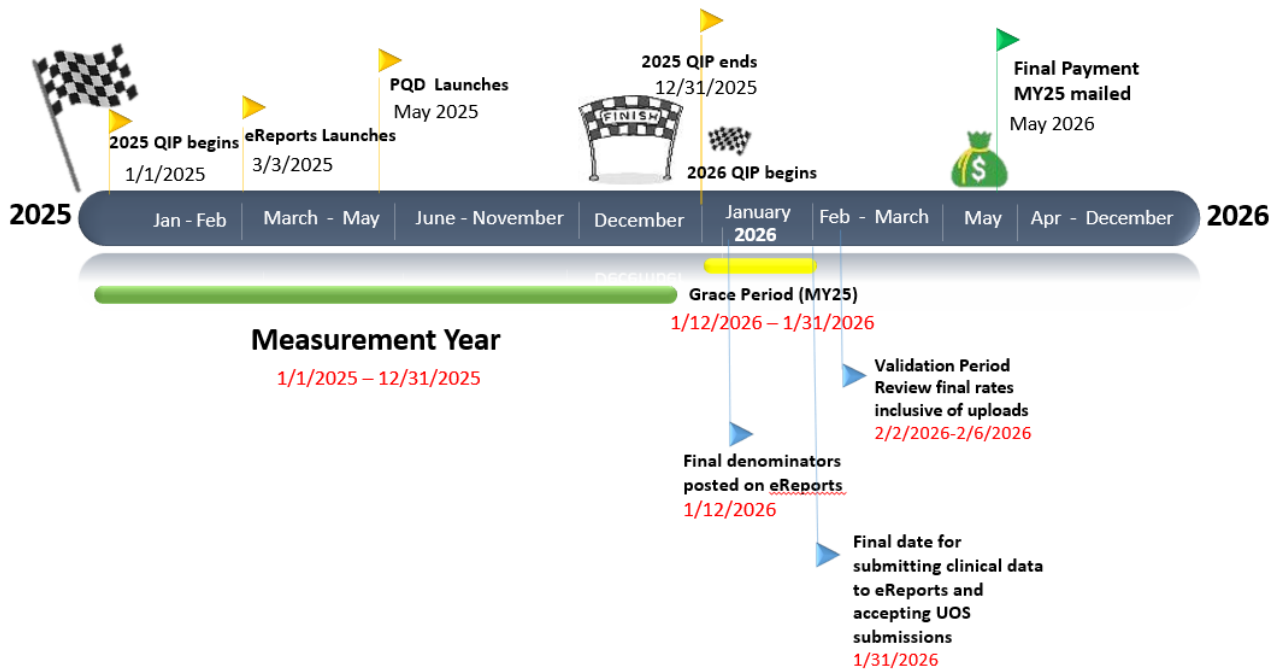 2025 QIP begins
1/1/2025
eReports Launches
3/3/2025
PQD Launches
May 2025
2025 QIP ends
12/31/2025
FINISH
2026 QIP begins
Final Payment
MY25 mailed
May 2026
$
2025
Jan - Feb
March - May
June - November
December
January
2026
Feb - March
May
Apr - December
2026
Measurement Year
1/1/2025 – 12/31/2025
Grace Period (MY25)
1/12/2026 – 1/31/2026
Validation Period
Review final rates
inclusive of uploads
2/2/2026-2/6/2026
Final denominators
posted on eReports
1/12/2026
Final date for
submitting clinical data
to eReports and
accepting UOS
submissions
1/31/2026